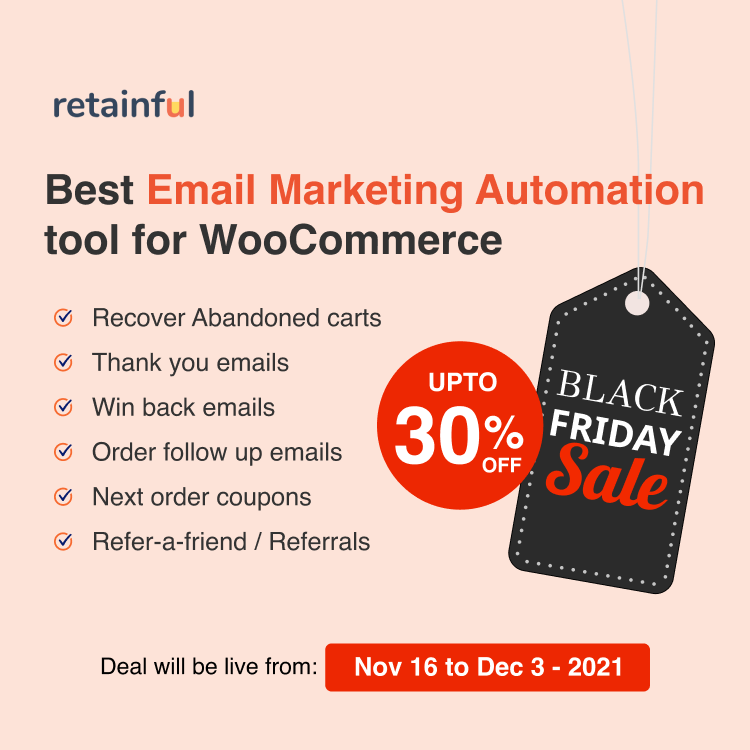 retainful
Best Email Marketing Automation
tool for WooCommerce
Recover Abandoned carts
Thank you emails
Win back emails
Order follow up emails
Next order coupons
Refer-a-friend / Referrals
UPTO
30%
OFF
BLACK
FRIDAY
Sale
Deal will be live from: Nov 16 to Dec 3 - 2021